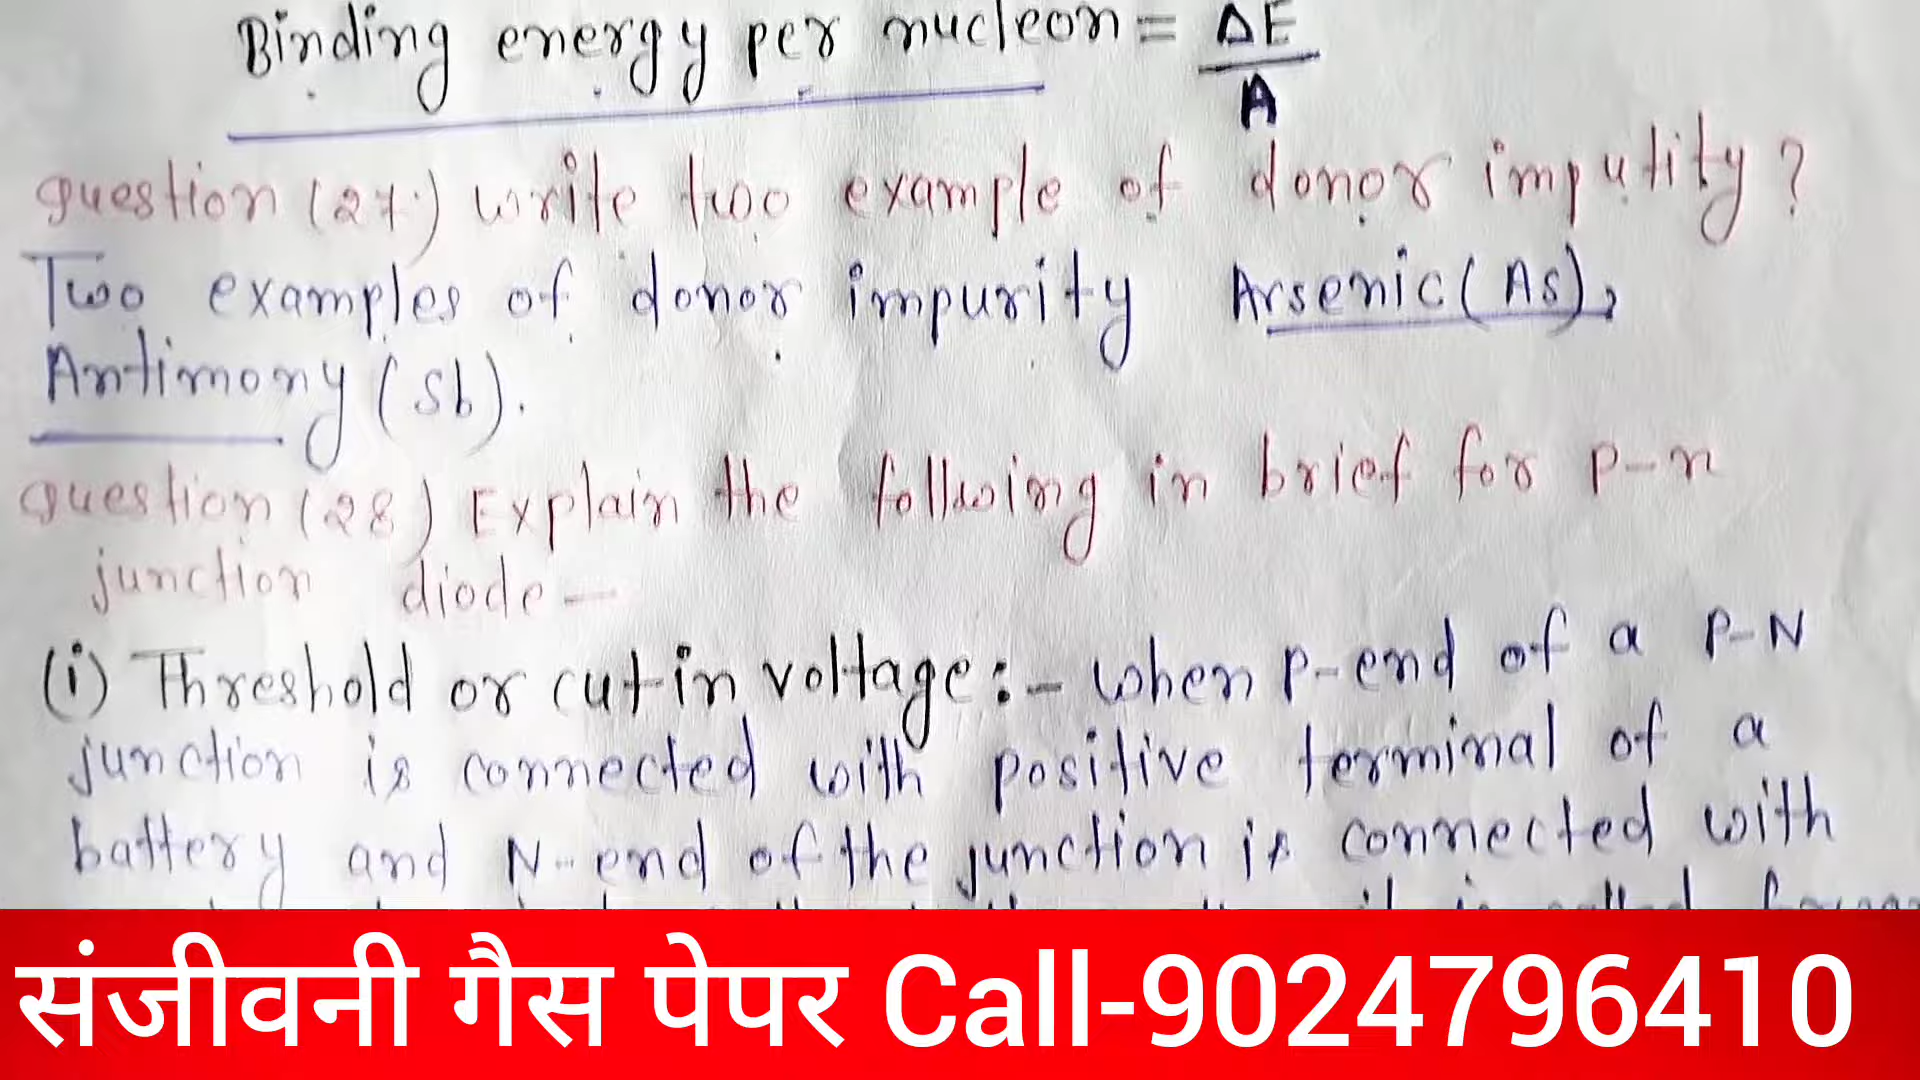 Binding energy per nucleon = ΔE/A
question (27) write two example of donor imputity?
Two examples of donor impurity Arsenic (As),
Antimony (Sb).
question (28) Explain the following in brief for p-n
junction diode-
(i) Threshold or cut-in voltage :- when p-end of a P-N
junction is connected with positive terminal of a
battery and N-end of the junction is connected with
संजीवनी गैस पेपर Call-9024796410